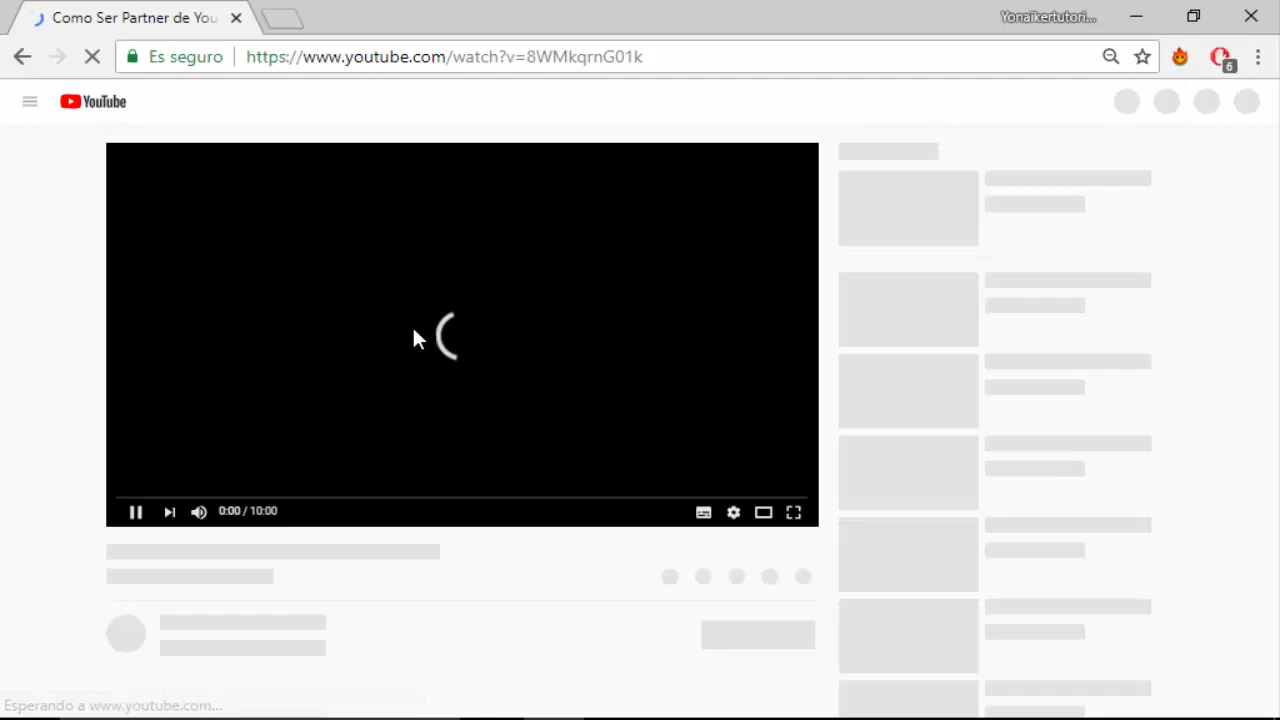 Como Ser Partner de You
Yonaikertutori...
Es seguro
https://www.youtube.com/watch?v=8WMkqrnG01k
6
YouTube
0:00 / 10:00
Esperando a www.youtube.com...